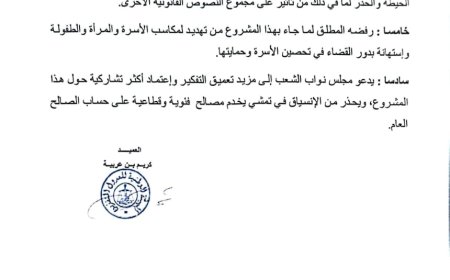 الحيطة والحذر لما في ذلك من تأثير على مجموع النصوص القانونية الأخرى.
خامسا : رفضه المطلق لما جاء بهذا المشروع من تهديد لمكاسب الأسرة والمرأة والطفولة
وإستهانة بدور القضاء في تحصين الأسرة وحمايتها.
سادسا : يدعو مجلس نواب الشعب إلى مزيد تعميق التفكير وإعتماد أكثر تشاركية حول هذا
المشروع، ويحذر من الإنسياق في تمشي يخدم مصالح فئوية وقطاعية على حساب الصالح
العام.
العميد
كريم بن عربية